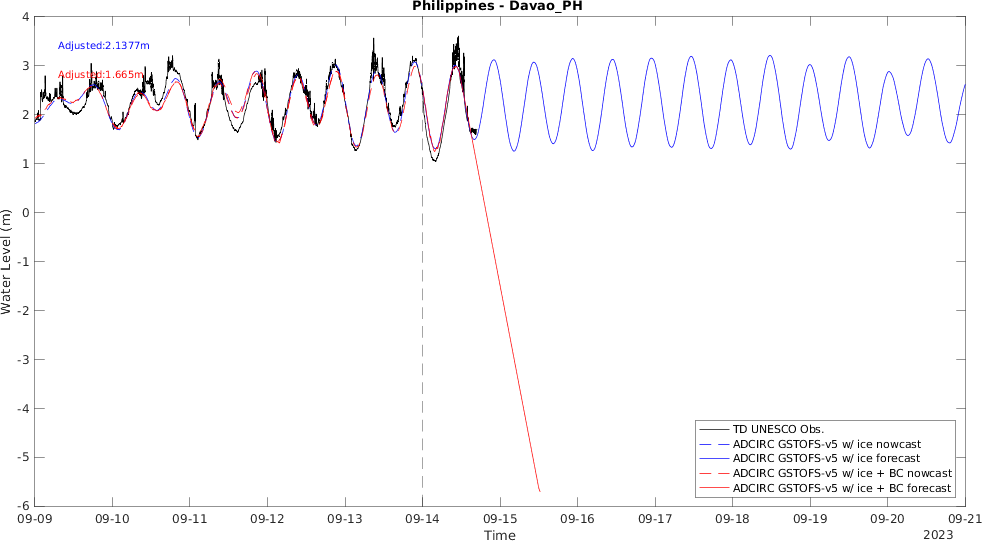 Philippines - Davao_PH
Adjusted:2.1377m
Adjusted:1.665m
Water Level (m)
4
3
2
1
0
-1
-2
-3
-4
-5
-6
TD UNESCO Obs.
ADCIRC GSTOFS-v5 w/ ice nowcast
ADCIRC GSTOFS-v5 w/ ice forecast
ADCIRC GSTOFS-v5 w/ ice + BC nowcast
ADCIRC GSTOFS-v5 w/ ice + BC forecast
09-09 09-10 09-11 09-12 09-13 09-14 09-15 09-16 09-17 09-18 09-19 09-20 09-21
Time
2023